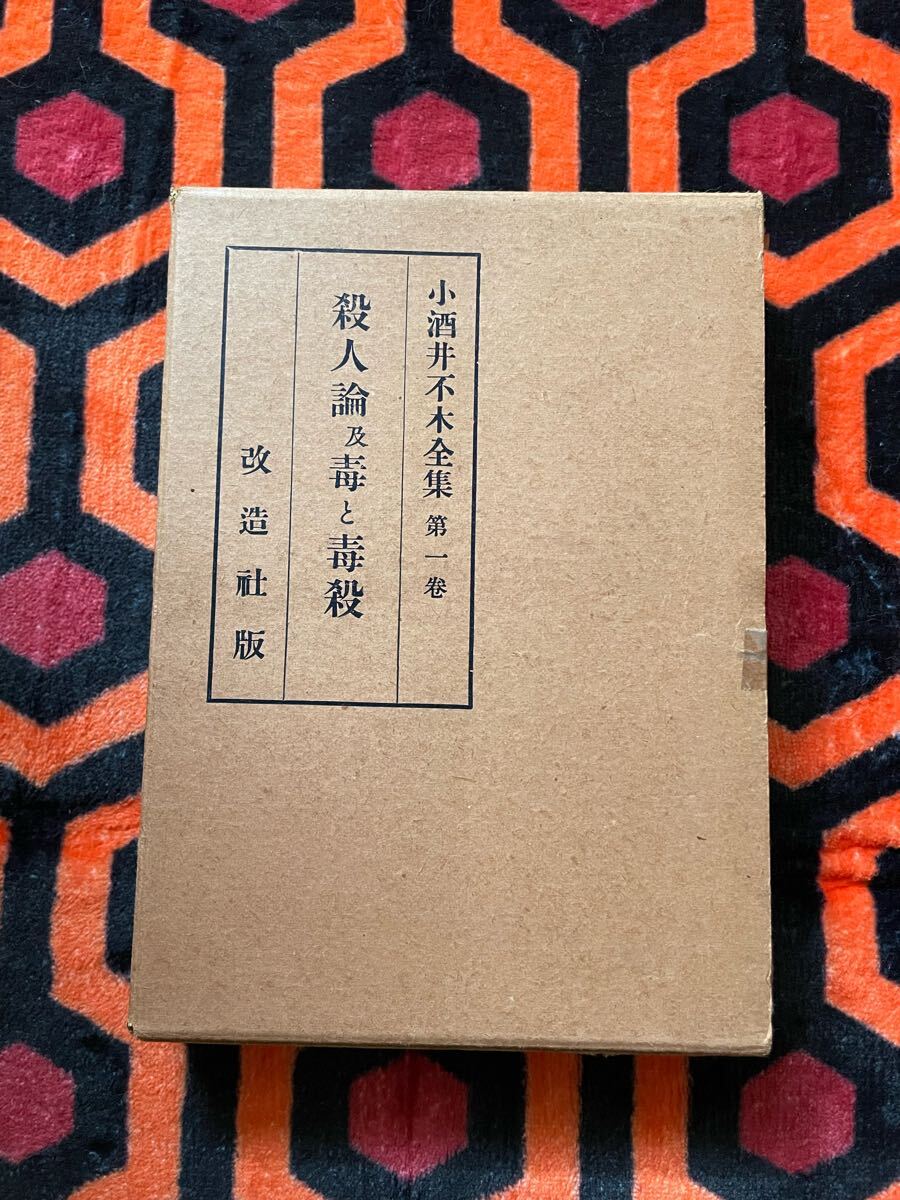 小酒井不木全集 第一卷
殺人論及毒と毒殺
改造社版